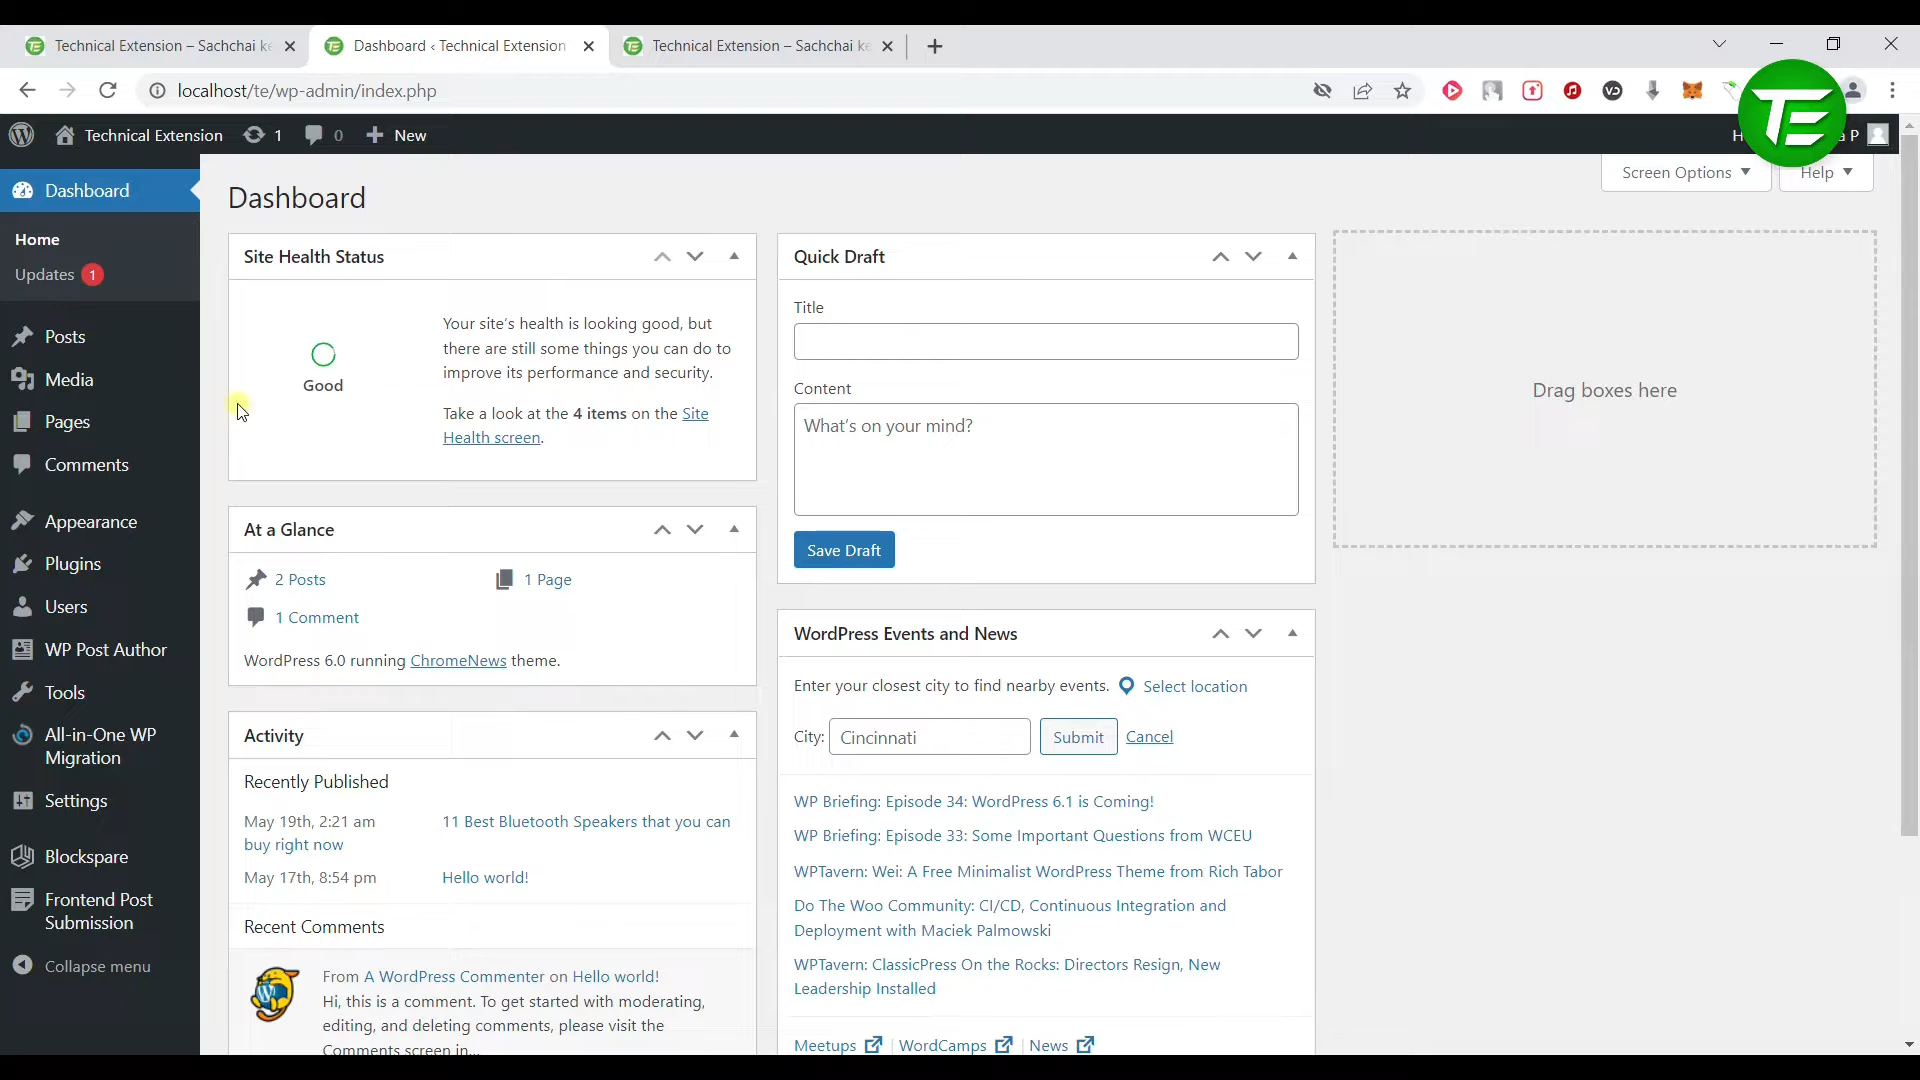 Technical Extension – Sachchai ke
Dashboard ‹ Technical Extension
Technical Extension – Sachchai ke
localhost/te/wp-admin/index.php
Technical Extension
1
0
New
H
a P
TE
Dashboard
Home
Updates 1
Posts
Media
Pages
Comments
Appearance
Plugins
Users
WP Post Author
Tools
All-in-One WP
Migration
Settings
Blockspare
Frontend Post
Submission
Collapse menu
Screen Options
Help
Dashboard
Site Health Status
Good
Your site's health is looking good, but
there are still some things you can do to
improve its performance and security.
Take a look at the 4 items on the Site
Health screen.
At a Glance
2 Posts
1 Page
1 Comment
WordPress 6.0 running ChromeNews theme.
Activity
Recently Published
May 19th, 2:21 am 11 Best Bluetooth Speakers that you can
buy right now
May 17th, 8:54 pm Hello world!
Recent Comments
From A WordPress Commenter on Hello world!
Hi, this is a comment. To get started with moderating,
editing, and deleting comments, please visit the
Comments screen in…
Quick Draft
Title
Content
What's on your mind?
Save Draft
WordPress Events and News
Enter your closest city to find nearby events. Select location
City: Cincinnati Submit Cancel
WP Briefing: Episode 34: WordPress 6.1 is Coming!
WP Briefing: Episode 33: Some Important Questions from WCEU
WPTavern: Wei: A Free Minimalist WordPress Theme from Rich Tabor
Do The Woo Community: CI/CD, Continuous Integration and
Deployment with Maciek Palmowski
WPTavern: ClassicPress On the Rocks: Directors Resign, New
Leadership Installed
Meetups | WordCamps | News
Drag boxes here